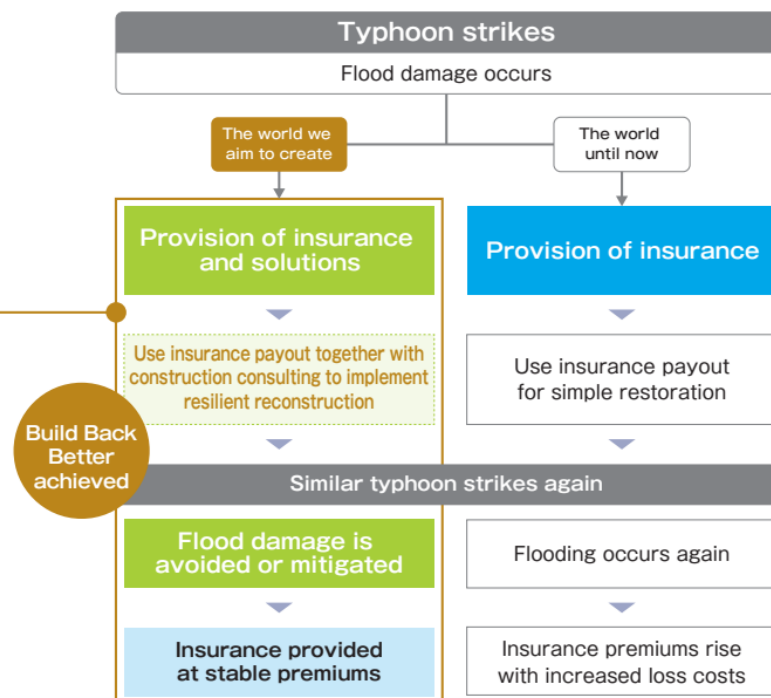 Typhoon strikes
Flood damage occurs
The world we
aim to create
The world
until now
Provision of insurance
and solutions
Provision of insurance
Use insurance payout together with
construction consulting to implement
resilient reconstruction
Use insurance payout
for simple restoration
Build Back
Better
achieved
Similar typhoon strikes again
Flood damage is
avoided or mitigated
Flooding occurs again
Insurance provided
at stable premiums
Insurance premiums rise
with increased loss costs